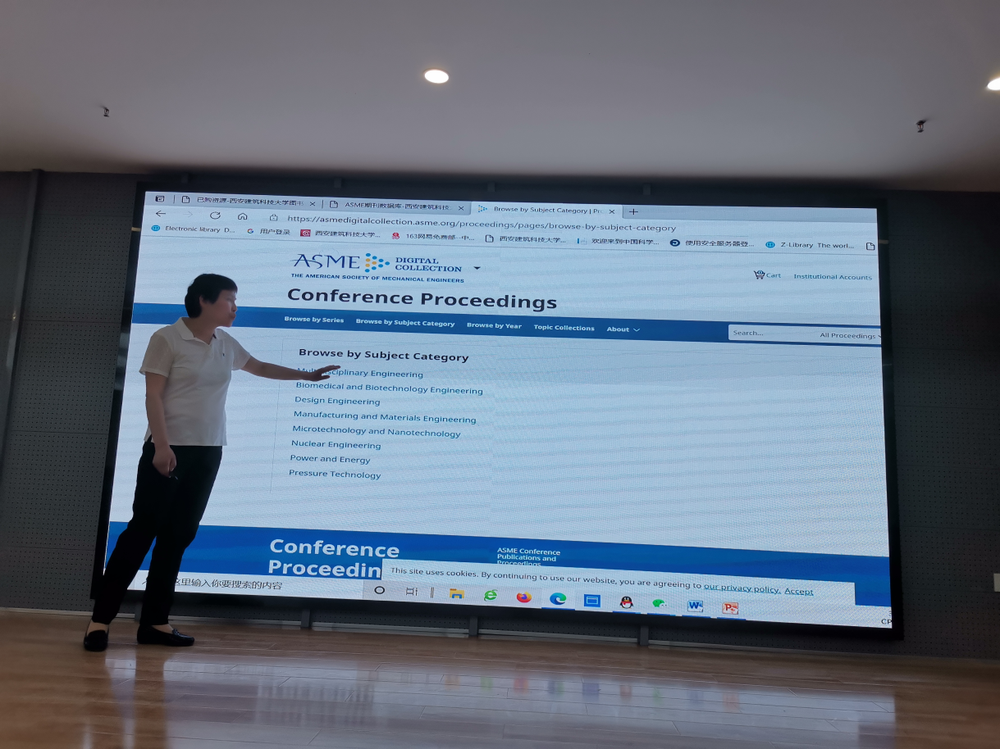 已购资源-西安建筑科技大学图书
ASME期刊数据库-西安建筑科技
Browse by Subject Category | Pr
https://asmedigitalcollection.asme.org/proceedings/pages/browse-by-subject-category
Electronic library D...
用户登录
西安建筑科技大学...
163网易免费邮--中...
西安建筑科技大学...
欢迎来到中国科学...
使用安全服务器登...
Z-Library The worl...
ASME
DIGITAL
COLLECTION
THE AMERICAN SOCIETY OF MECHANICAL ENGINEERS
Cart
Institutional Accounts
Conference Proceedings
Browse by Series
Browse by Subject Category
Browse by Year
Topic Collections
About
Search...
All Proceedings
Browse by Subject Category
Multidisciplinary Engineering
Biomedical and Biotechnology Engineering
Design Engineering
Manufacturing and Materials Engineering
Microtechnology and Nanotechnology
Nuclear Engineering
Power and Energy
Pressure Technology
Conference
Proceedin
ASME Conference
Publications and
Proceedings
This site uses cookies. By continuing to use our website, you are agreeing to our privacy policy. Accept
这里输入你要搜索的内容
CP